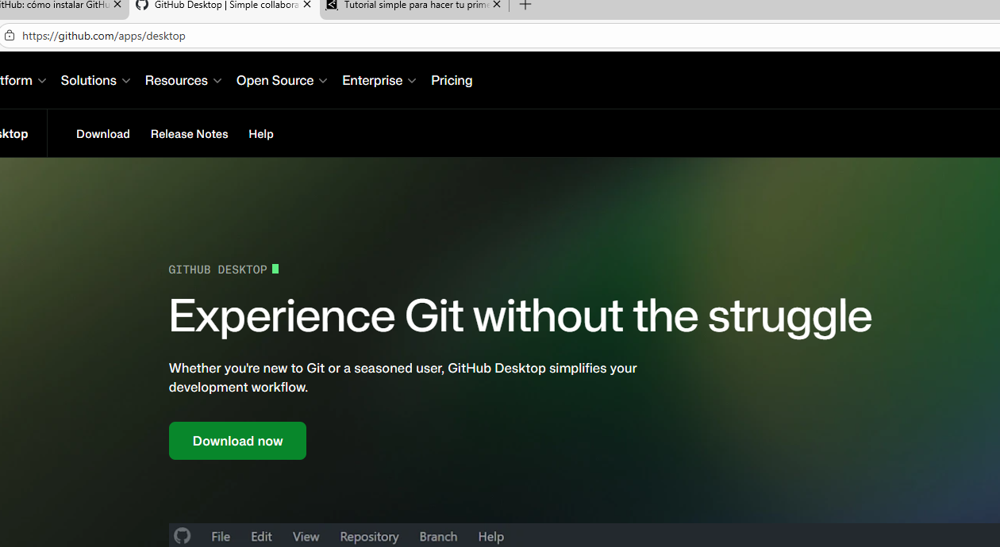 itHub: cómo instalar GitHu
GitHub Desktop | Simple collabora
Tutorial simple para hacer tu prime
https://github.com/apps/desktop
tform Solutions Resources Open Source Enterprise Pricing
sktop Download Release Notes Help
GITHUB DESKTOP
Experience Git without the struggle
Whether you're new to Git or a seasoned user, GitHub Desktop simplifies your
development workflow.
Download now
File Edit View Repository Branch Help